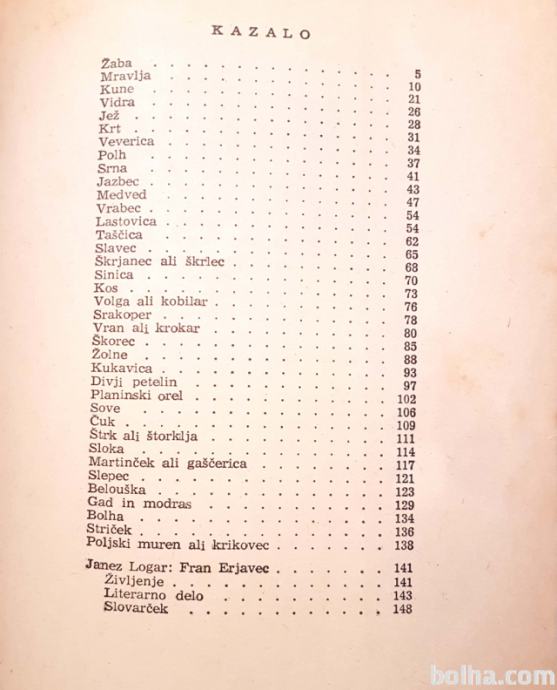 KAZALO
Žaba . . . . . . . . . . . 5
Mravlja . . . . . . . . . . . 10
Kune . . . . . . . . . . . 21
Vidra . . . . . . . . . . . 26
Jež . . . . . . . . . . . 28
Krt . . . . . . . . . . . 31
Veverica . . . . . . . . . . . 34
Polh . . . . . . . . . . . 37
Srna . . . . . . . . . . . 41
Jazbec . . . . . . . . . . . 43
Medved . . . . . . . . . . . 47
Vrabec . . . . . . . . . . . 54
Lastovica . . . . . . . . . . . 54
Taščica . . . . . . . . . . . 62
Slavec . . . . . . . . . . . 65
Škrjanec ali škrlec . . . . . . . . 68
Sinica . . . . . . . . . . . 70
Kos . . . . . . . . . . . 73
Volga ali kobilar . . . . . . . . 76
Srakoper . . . . . . . . . . . 78
Vran ali krokar . . . . . . . . 80
Škorec . . . . . . . . . . . 85
Žolne . . . . . . . . . . . 88
Kukavica . . . . . . . . . . . 93
Divji petelin . . . . . . . . . 97
Planinski orel . . . . . . . . . 102
Sove . . . . . . . . . . . 106
Čuk . . . . . . . . . . . 109
Štrk ali štorklja . . . . . . . . 111
Sloka . . . . . . . . . . . 114
Martinček ali gaščerica . . . . . . 117
Slepec . . . . . . . . . . . 121
Belouška . . . . . . . . . . . 123
Gad in modras . . . . . . . . . 129
Bolha . . . . . . . . . . . 134
Striček . . . . . . . . . . . 136
Poljski muren ali krikovec . . . . . . 138
Janez Logar: Fran Erjavec . . . . . . 141
Življenje . . . . . . . . . . 141
Literarno delo . . . . . . . . 143
Slovarček . . . . . . . . . 148
bolha.com